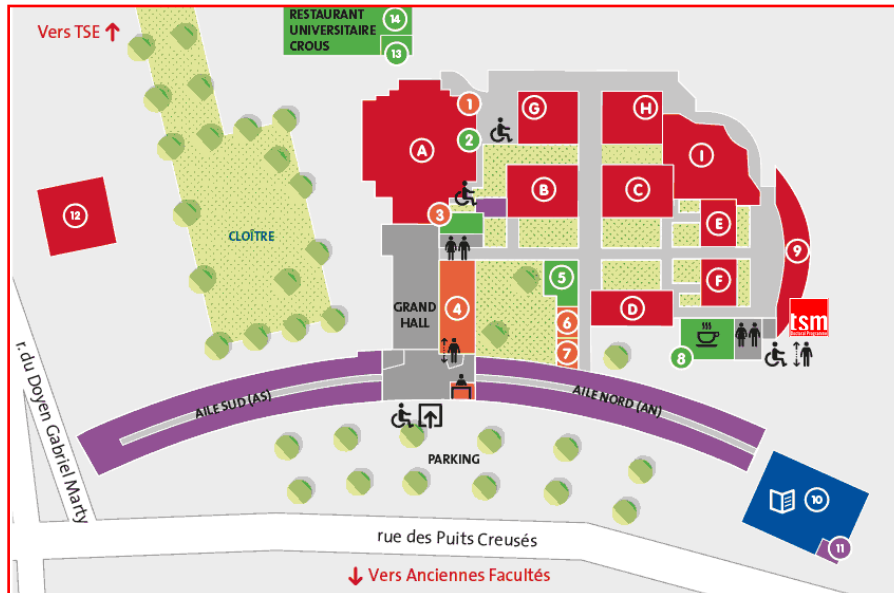 Vers TSE
RESTAURANT
UNIVERSITAIRE
CROUS
14
13
1
2
A
G
H
I
B
C
12
3
CLOÎTRE
E
9
5
F
GRAND
HALL
4
D
6
tsm
7
8
AILE SUD (AS)
AILE NORD (AN)
r. du Doyen Gabriel Marty
PARKING
10
11
rue des Puits Creusés
Vers Anciennes Facultés